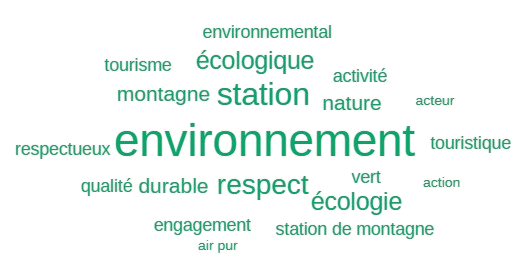 environnemental
tourisme écologique
activité
montagne station nature acteur
respectueux environnement touristique
qualité durable respect vert action
écologie
engagement station de montagne
air pur